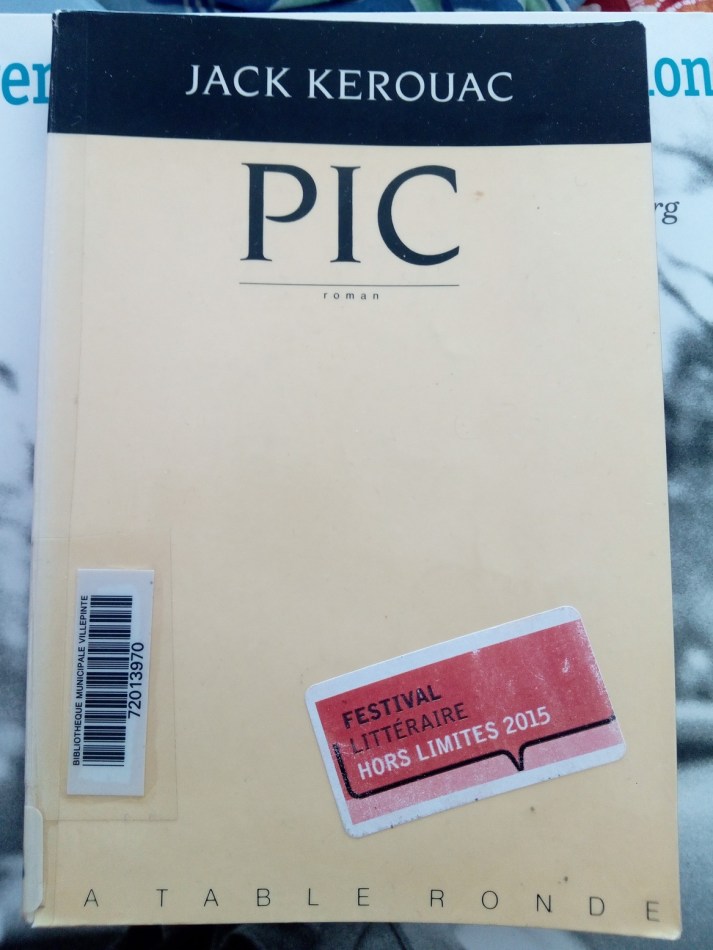 JACK KEROUAC
PIC
roman
BIBLIOTHEQUE MUNICIPALE VILLEPINTE
72013970
FESTIVAL
LITTÉRAIRE
HORS LIMITES 2015
A TABLE RONDE